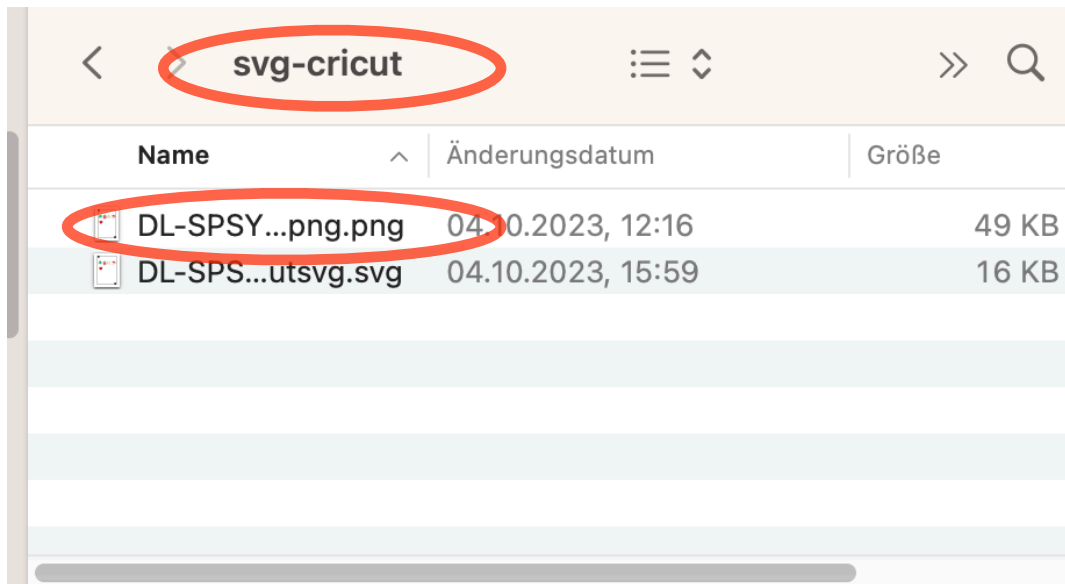 svg-cricut
Name Änderungsdatum Größe
DL-SPSY...png.png 04.10.2023, 12:16 49 KB
DL-SPS...utsvg.svg 04.10.2023, 15:59 16 KB